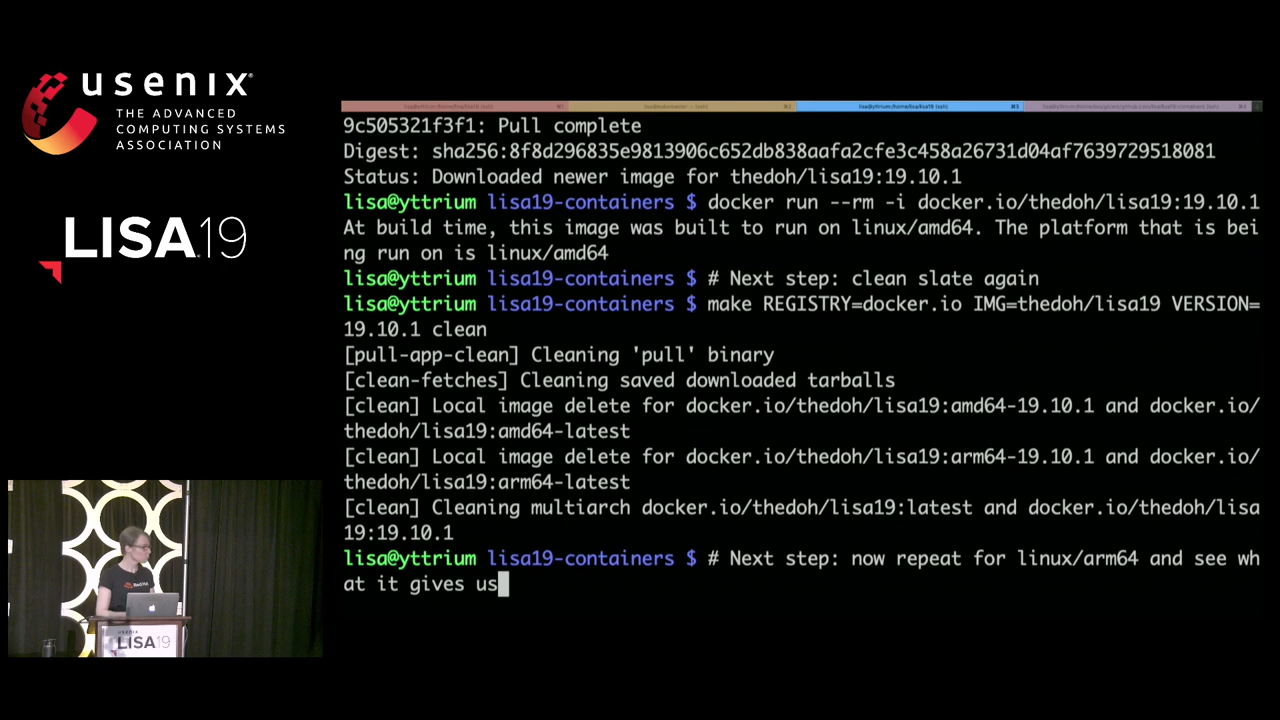 usenix
THE ADVANCED
COMPUTING SYSTEMS
ASSOCIATION
LISA19
9c505321f3f1: Pull complete
Digest: sha256:8f8d296835e9813906c652db838aafa2cfe3c458a26731d04af7639729518081
Status: Downloaded newer image for thedoh/lisa19:19.10.1
lisa@yttrium lisa19-containers $ docker run --rm -i docker.io/thedoh/lisa19:19.10.1
At build time, this image was built to run on linux/amd64. The platform that is bei
ng run on is linux/amd64
lisa@yttrium lisa19-containers $ # Next step: clean slate again
lisa@yttrium lisa19-containers $ make REGISTRY=docker.io IMG=thedoh/lisa19 VERSION=
19.10.1 clean
[pull-app-clean] Cleaning 'pull' binary
[clean-fetches] Cleaning saved downloaded tarballs
[clean] Local image delete for docker.io/thedoh/lisa19:amd64-19.10.1 and docker.io/
thedoh/lisa19:amd64-latest
[clean] Local image delete for docker.io/thedoh/lisa19:arm64-19.10.1 and docker.io/
thedoh/lisa19:arm64-latest
[clean] Cleaning multiarch docker.io/thedoh/lisa19:latest and docker.io/thedoh/lisa
19:19.10.1
lisa@yttrium lisa19-containers $ # Next step: now repeat for linux/arm64 and see wh
at it gives us
usenix
LISA19